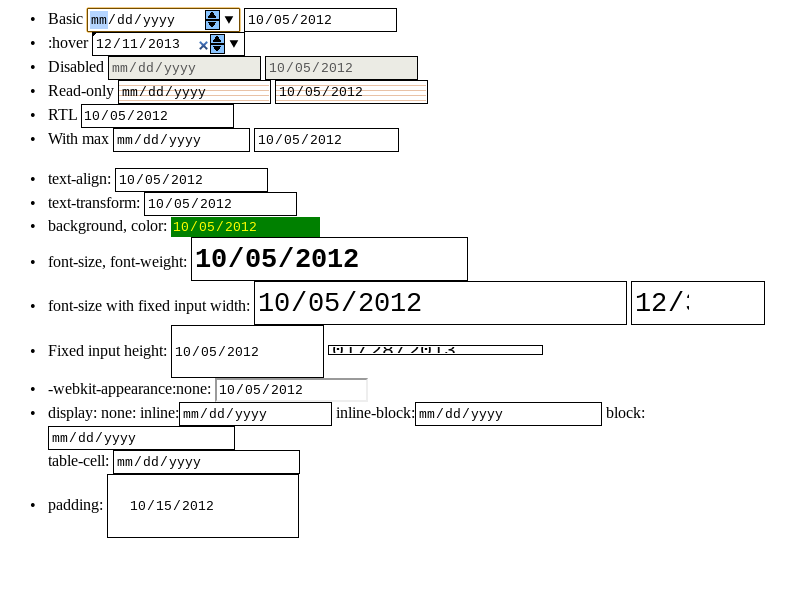 • Basic mm/dd/yyyy 10/05/2012
• :hover 12/11/2013
• Disabled mm/dd/yyyy 10/05/2012
• Read-only mm/dd/yyyy 10/05/2012
• RTL 10/05/2012
• With max mm/dd/yyyy 10/05/2012
• text-align: 10/05/2012
• text-transform: 10/05/2012
• background, color: 10/05/2012
• font-size, font-weight: 10/05/2012
• font-size with fixed input width: 10/05/2012 12/
• Fixed input height: 10/05/2012 01/28/2013
• -webkit-appearance:none: 10/05/2012
• display: none: inline: mm/dd/yyyy inline-block: mm/dd/yyyy block:
mm/dd/yyyy
table-cell: mm/dd/yyyy
• padding: 10/15/2012